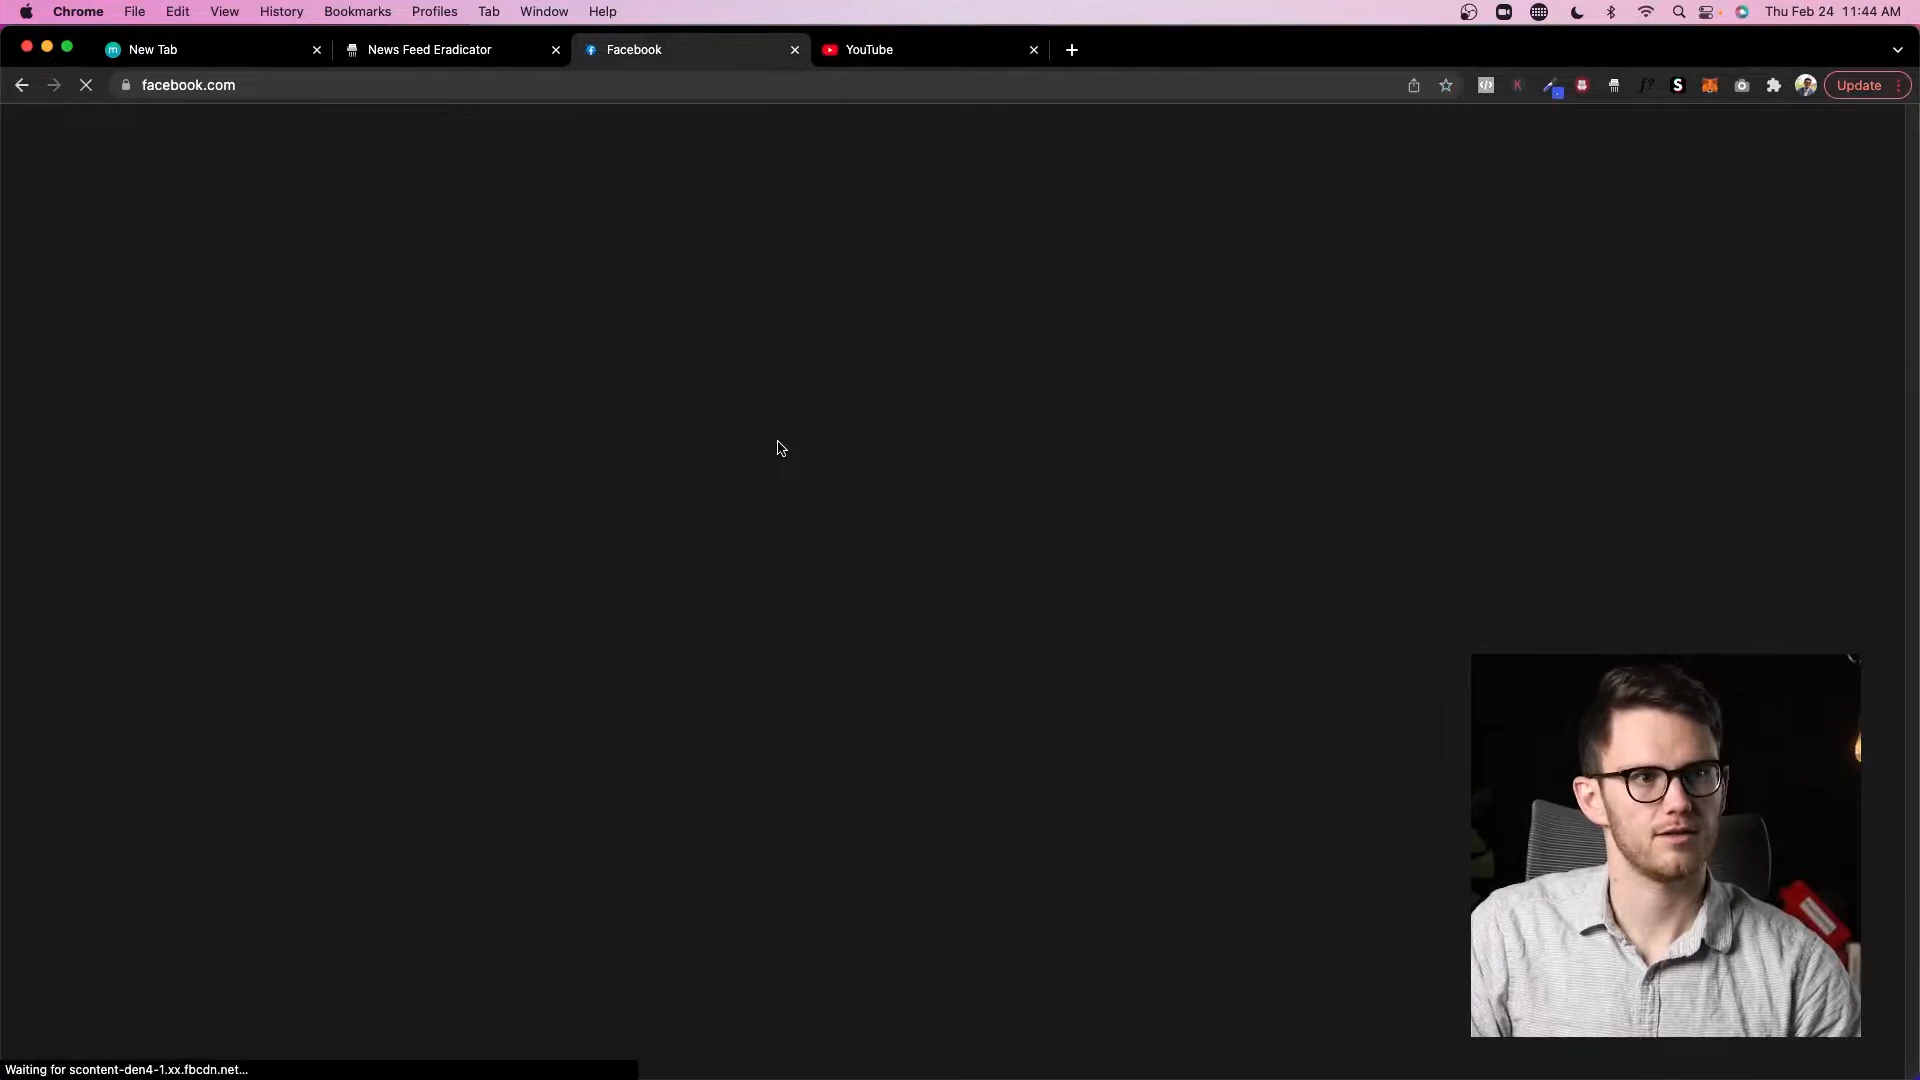 Chrome File Edit View History Bookmarks Profiles Tab Window Help Thu Feb 24 11:44 AM
New Tab News Feed Eradicator Facebook YouTube
facebook.com Update
Waiting for scontent-den4-1.xx.fbcdn.net...